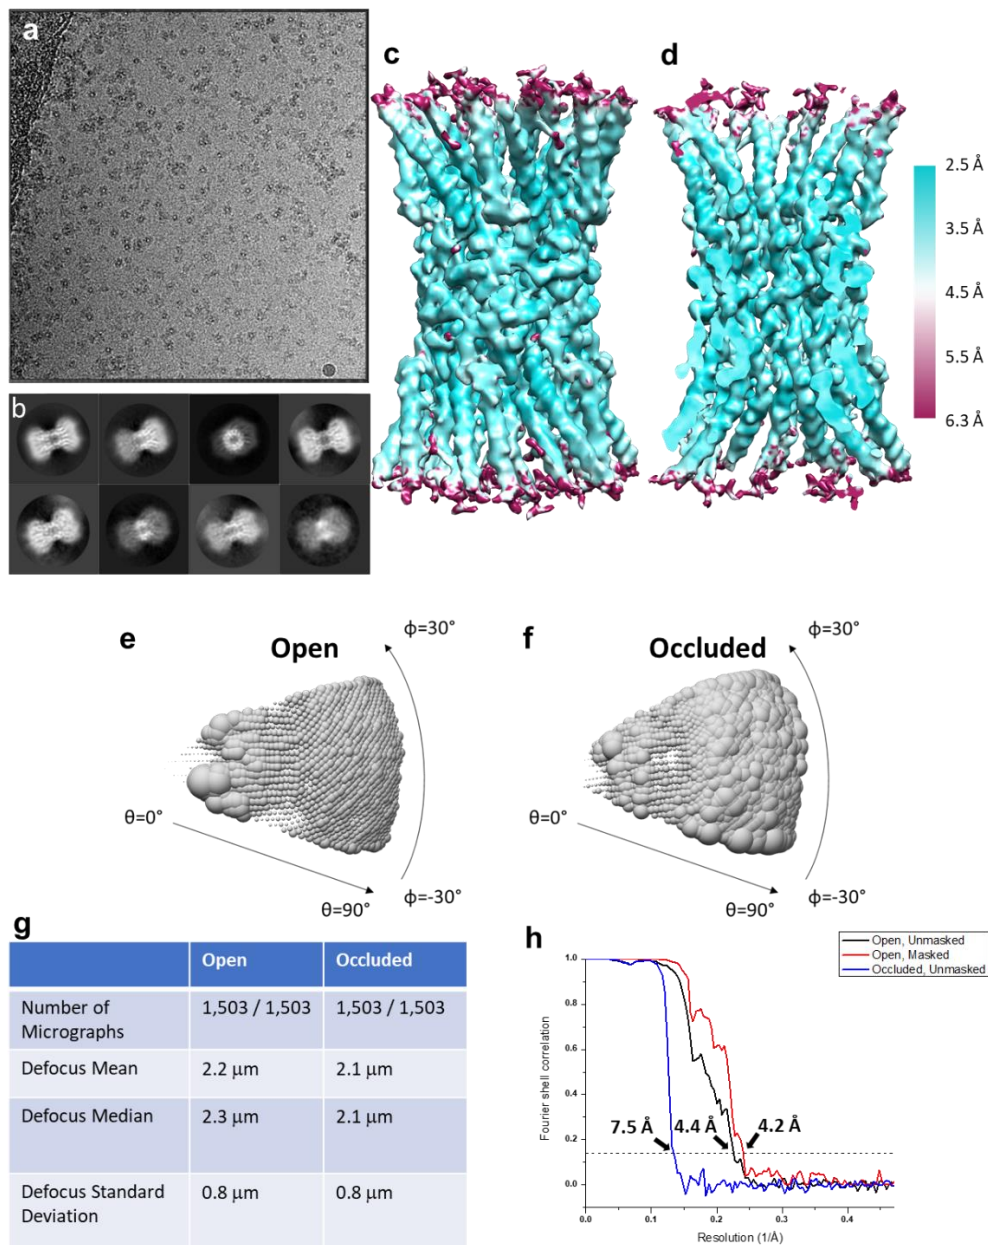 a
b
c
d
2.5 Å
3.5 Å
4.5 Å
5.5 Å
6.3 Å
e
Open
ϕ=30°
θ=0°
θ=90°
ϕ=-30°
f
Occluded
ϕ=30°
θ=0°
θ=90°
ϕ=-30°
g
Open Occluded
Number of Micrographs 1,503 / 1,503 1,503 / 1,503
Defocus Mean 2.2 μm 2.1 μm
Defocus Median 2.3 μm 2.1 μm
Defocus Standard Deviation 0.8 μm 0.8 μm
h
Open, Unmasked
Open, Masked
Occluded, Unmasked
Fourier shell correlation
1.0
0.8
0.6
0.4
0.2
0.0
7.5 Å
4.4 Å
4.2 Å
0.0 0.1 0.2 0.3 0.4
Resolution (1/Å)